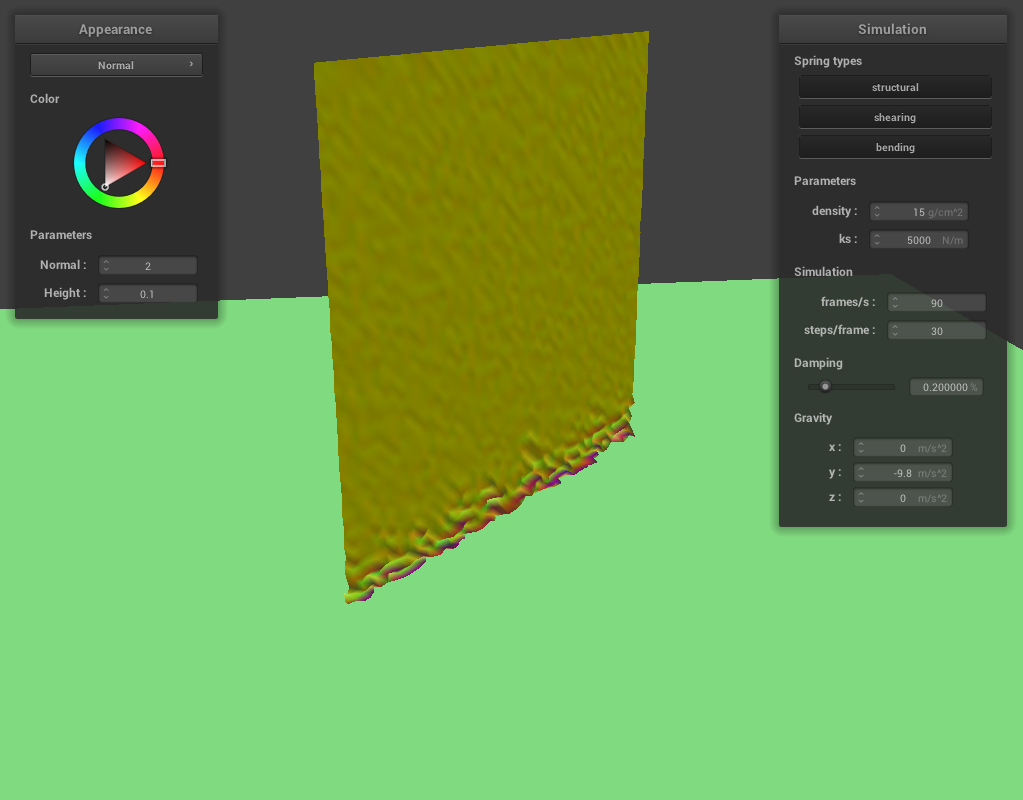 Appearance
Normal
Color
Parameters
Normal : 2
Height : 0.1
Simulation
Spring types
structural
shearing
bending
Parameters
density : 15 g/cm^2
ks : 5000 N/m
Simulation
frames/s : 90
steps/frame : 30
Damping
0.200000 %
Gravity
x : 0 m/s^2
y : -9.8 m/s^2
z : 0 m/s^2